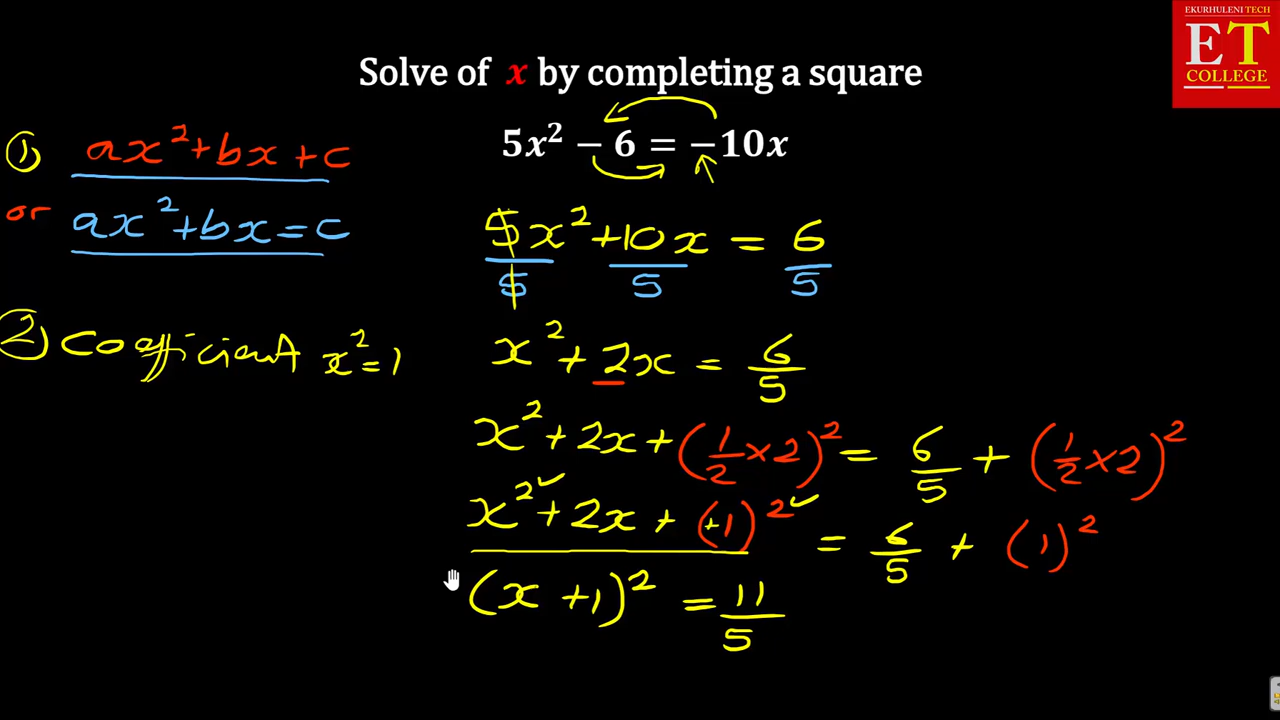 EKURHULENI TECH
ET
COLLEGE
Solve of x by completing a square
5x² − 6 = −10x
① ax²+bx+c
or ax²+bx=c
5x²+10x = 6
5 5 5
② Coefficient x²=1
x²+2x = 6/5
x²+2x+(1/2×2)² = 6/5 + (1/2×2)²
x²+2x+(+1)² = 6/5 + (1)²
(x+1)² = 11/5